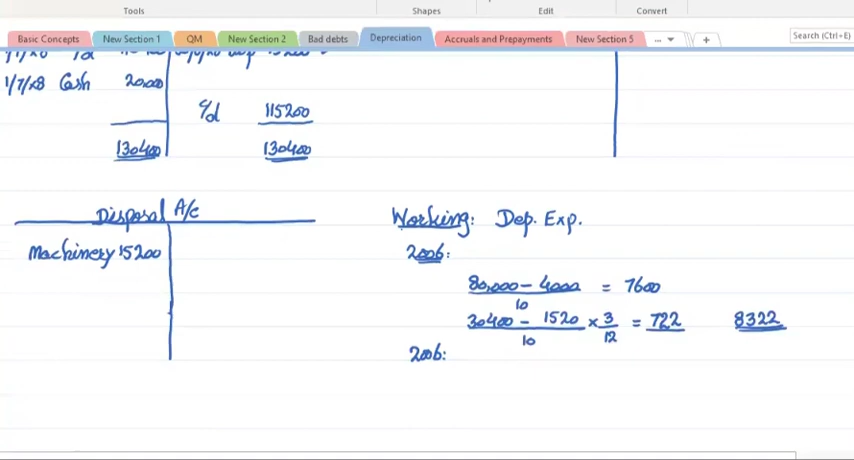 Tools Shapes Edit Convert
Basic Concepts New Section 1 QM New Section 2 Bad debts Depreciation Accruals and Prepayments New Section 5 ... + Search (Ctrl+E)
1/7/x8 Cash 20,000
c/d 115200
130400 130400
Disposal A/c
Machinery 15200
Working: Dep. Exp.
2006:
80,000 - 4000 = 7600
10
30400 - 1520 × 3 = 722 8322
10 12
2006: